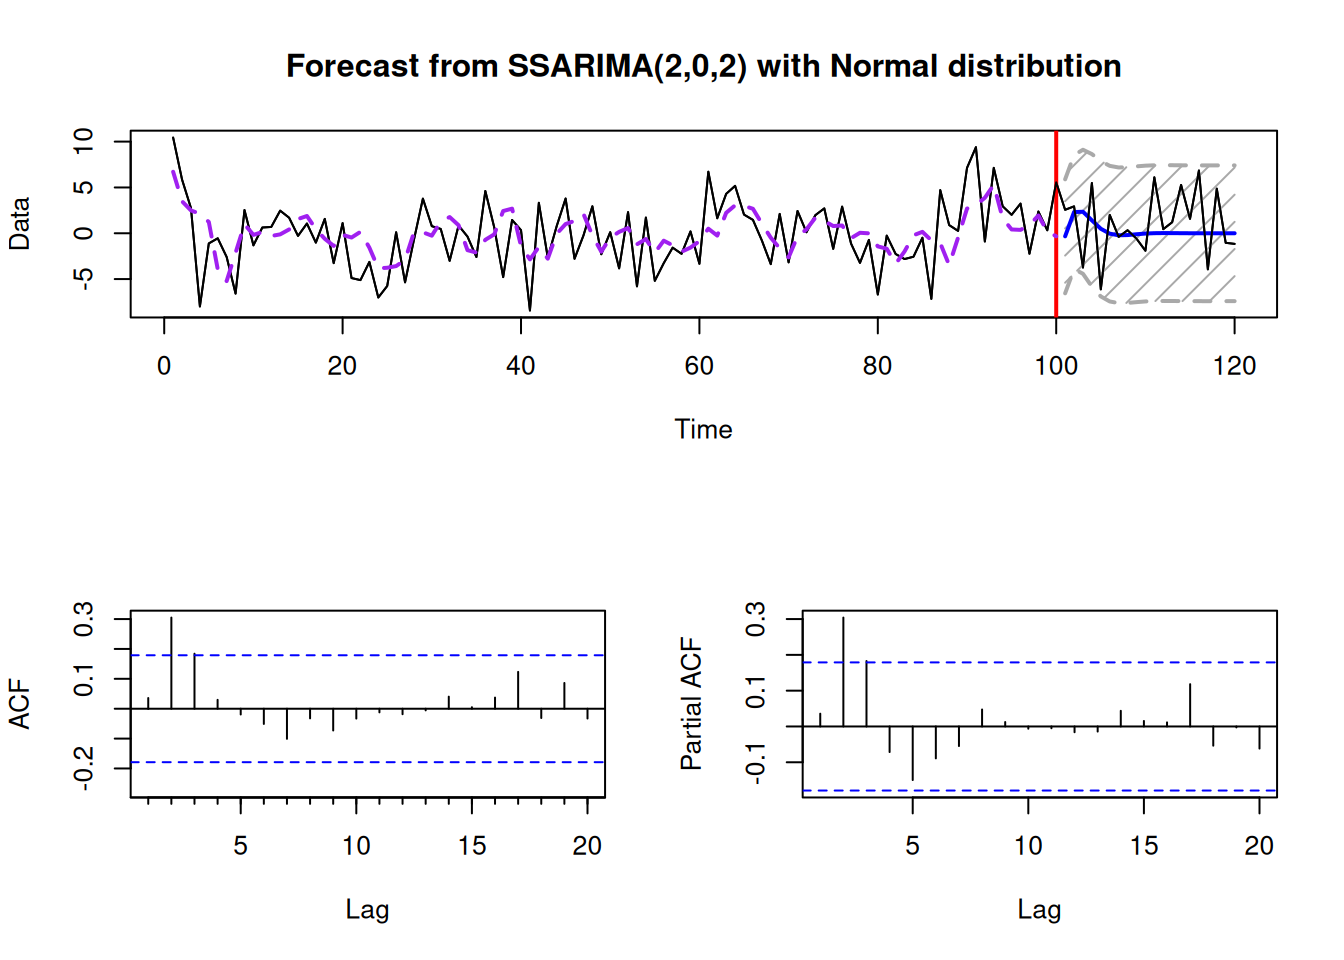 Forecast from SSARIMA(2,0,2) with Normal distribution
Data
10
5
0
-5
0 20 40 60 80 100 120
Time
ACF
0.3
0.1
-0.2
5 10 15 20
Lag
Partial ACF
0.3
0.1
-0.1
5 10 15 20
Lag